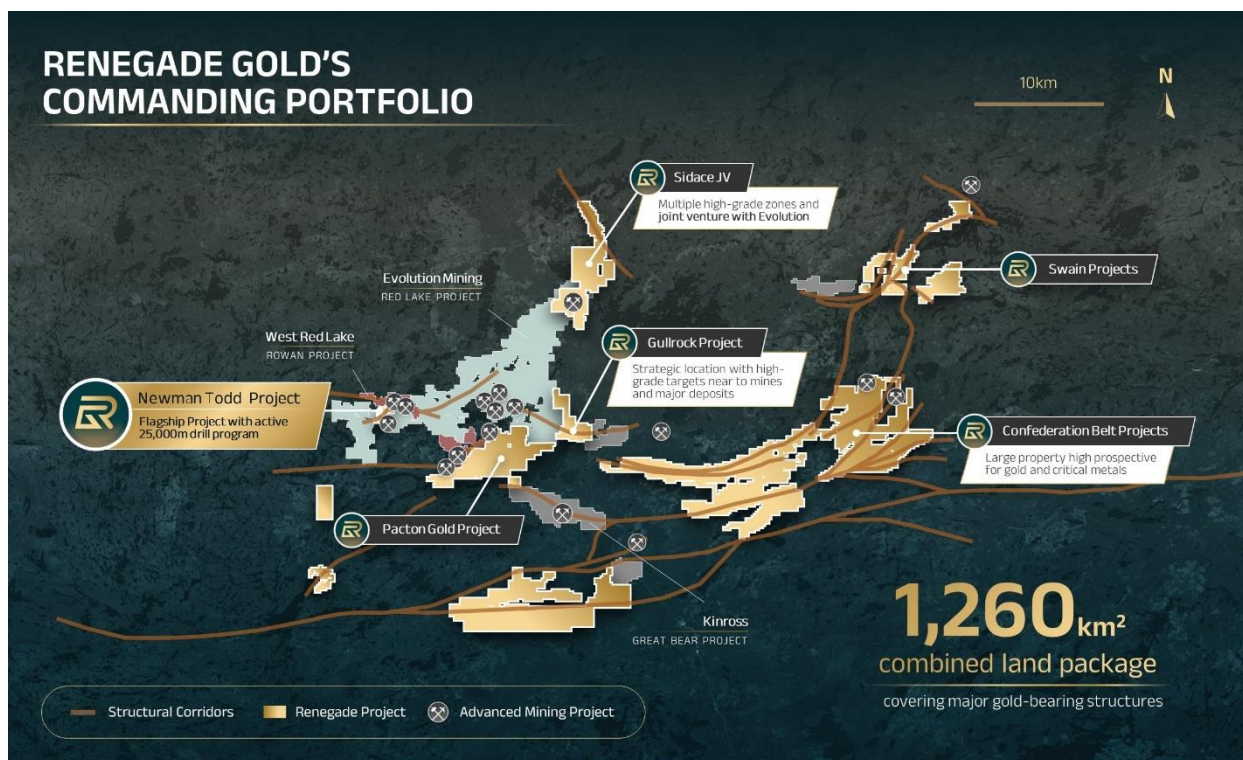 RENEGADE GOLD'S
COMMANDING PORTFOLIO
10km
N
Sidace JV
Multiple high-grade zones and
joint venture with Evolution
Swain Projects
Evolution Mining
RED LAKE PROJECT
West Red Lake
ROWAN PROJECT
Gullrock Project
Strategic location with high-
grade targets near to mines
and major deposits
Newman Todd Project
Flagship Project with active
25,000m drill program
Confederation Belt Projects
Large property high prospective
for gold and critical metals
Pacton Gold Project
Kinross
GREAT BEAR PROJECT
1,260 km²
combined land package
covering major gold-bearing structures
Structural Corridors
Renegade Project
Advanced Mining Project